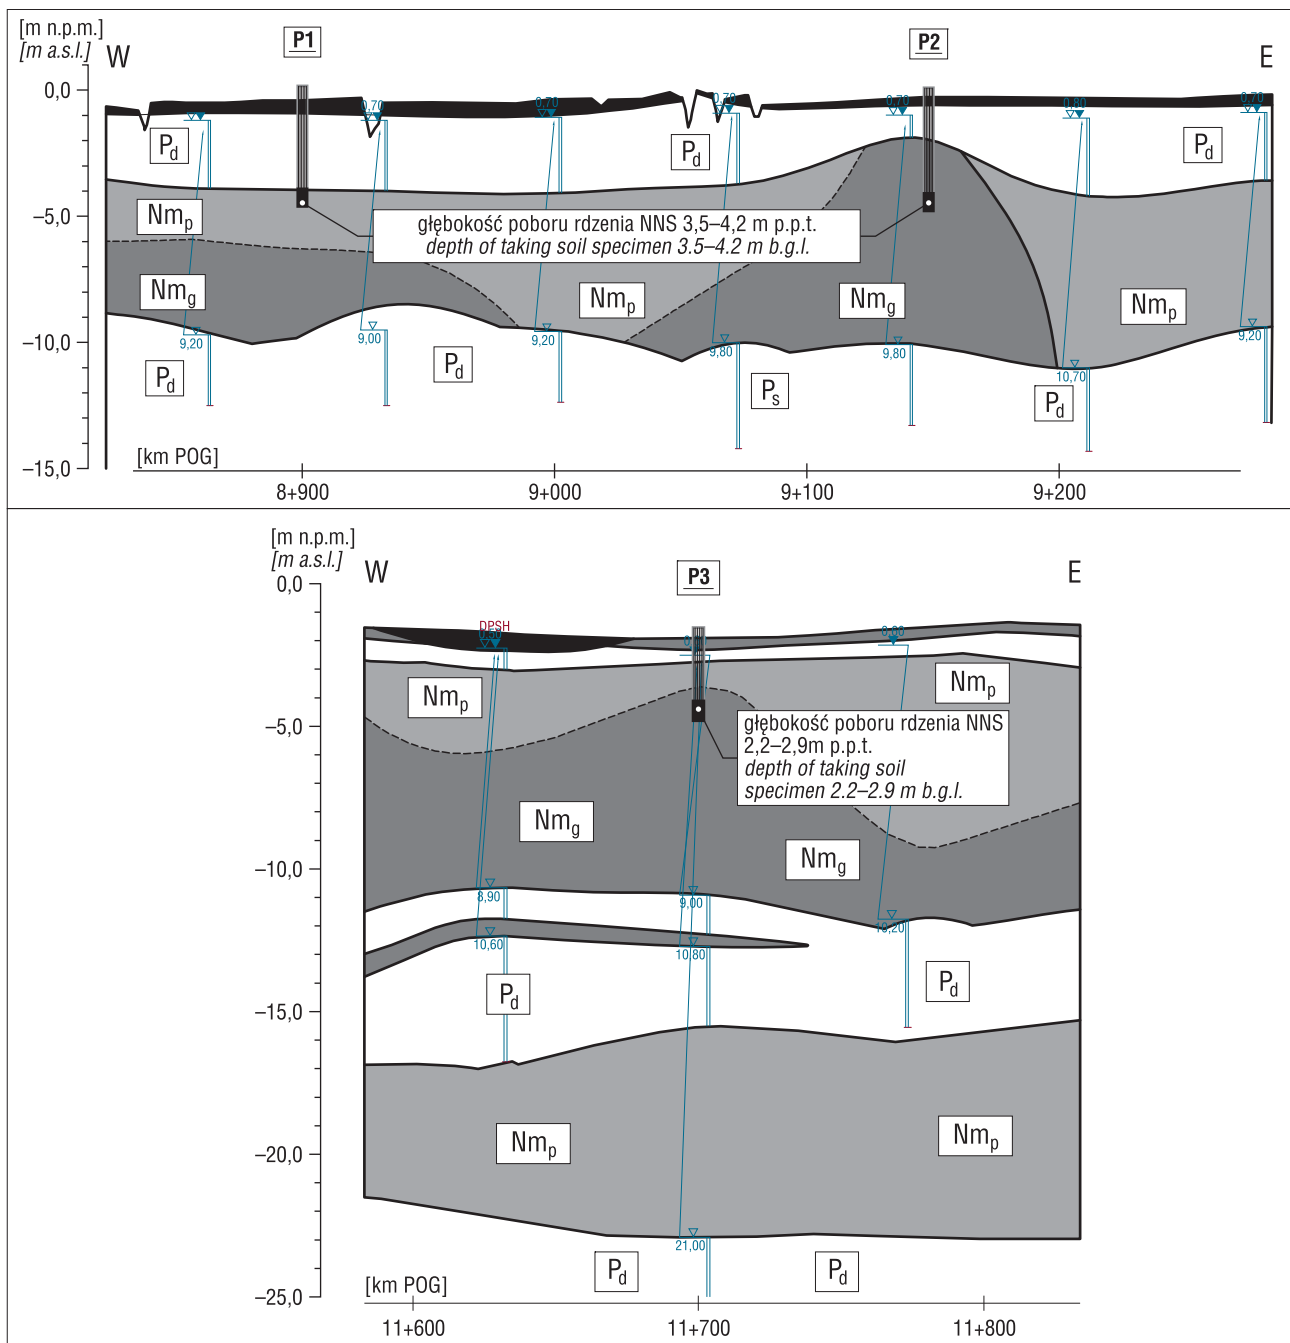 [m n.p.m.]
[m a.s.l.]
W
P1
P2
E
0,0
–5,0
–10,0
–15,0
0,70
0,70
0,70
0,70
0,80
0,70
Pd
Pd
Pd
Nmp
głębokość poboru rdzenia NNS 3,5–4,2 m p.p.t.
depth of taking soil specimen 3.5–4.2 m b.g.l.
Nmg
Nmp
Nmg
Nmp
9,20
9,00
9,20
9,80
9,80
10,70
9,20
Pd
Pd
Ps
Pd
[km POG]
8+900
9+000
9+100
9+200
[m n.p.m.]
[m a.s.l.]
W
P3
E
0,0
–5,0
–10,0
–15,0
–20,0
–25,0
DPSH
0,50
0,60
Nmp
Nmp
głębokość poboru rdzenia NNS
2,2–2,9m p.p.t.
depth of taking soil
specimen 2.2–2.9 m b.g.l.
Nmg
Nmg
8,90
9,00
10,20
10,60
10,80
Pd
Pd
Nmp
Nmp
21,00
Pd
Pd
[km POG]
11+600
11+700
11+800